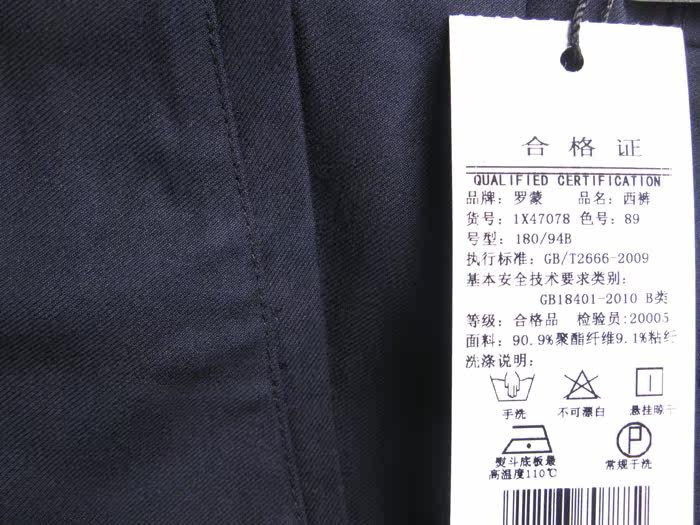 合格证
QUALIFIED CERTIFICATION
品牌：罗蒙 品名：西裤
货号：1X47078 色号：89
号型：180/94B
执行标准：GB/T2666-2009
基本安全技术要求类别：
GB18401-2010 B类
等级：合格品 检验员:20005
面料：90.9%聚酯纤维9.1%粘纤
洗涤说明：
手洗 不可漂白 悬挂晾干
P
熨斗底板最 常规干洗
高温度110℃